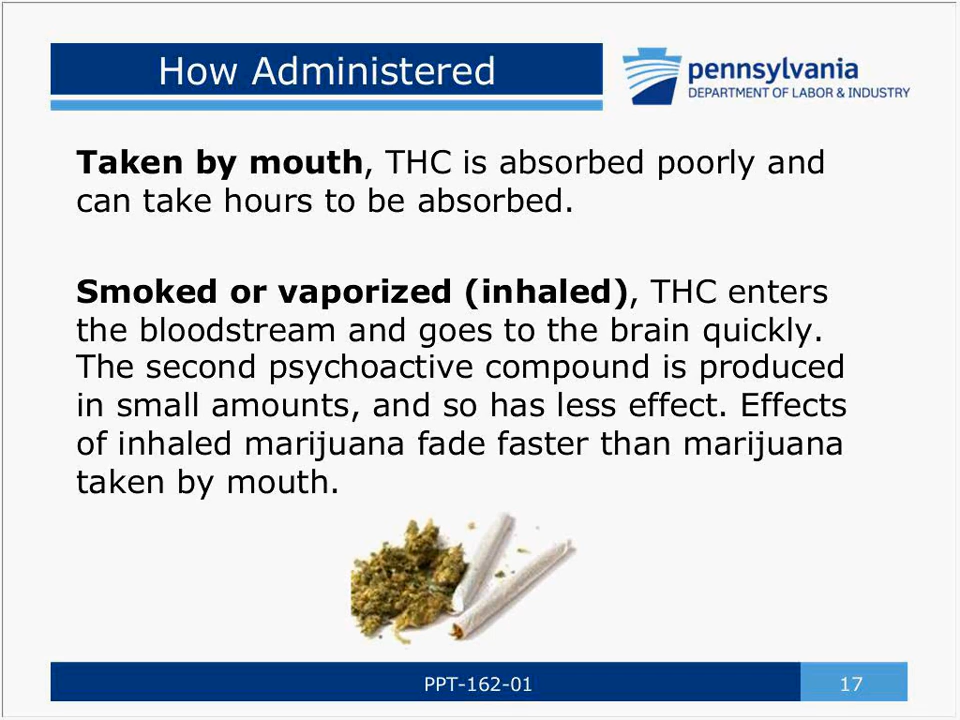 How Administered
pennsylvania
DEPARTMENT OF LABOR & INDUSTRY
Taken by mouth, THC is absorbed poorly and
can take hours to be absorbed.
Smoked or vaporized (inhaled), THC enters
the bloodstream and goes to the brain quickly.
The second psychoactive compound is produced
in small amounts, and so has less effect. Effects
of inhaled marijuana fade faster than marijuana
taken by mouth.
PPT-162-01
17